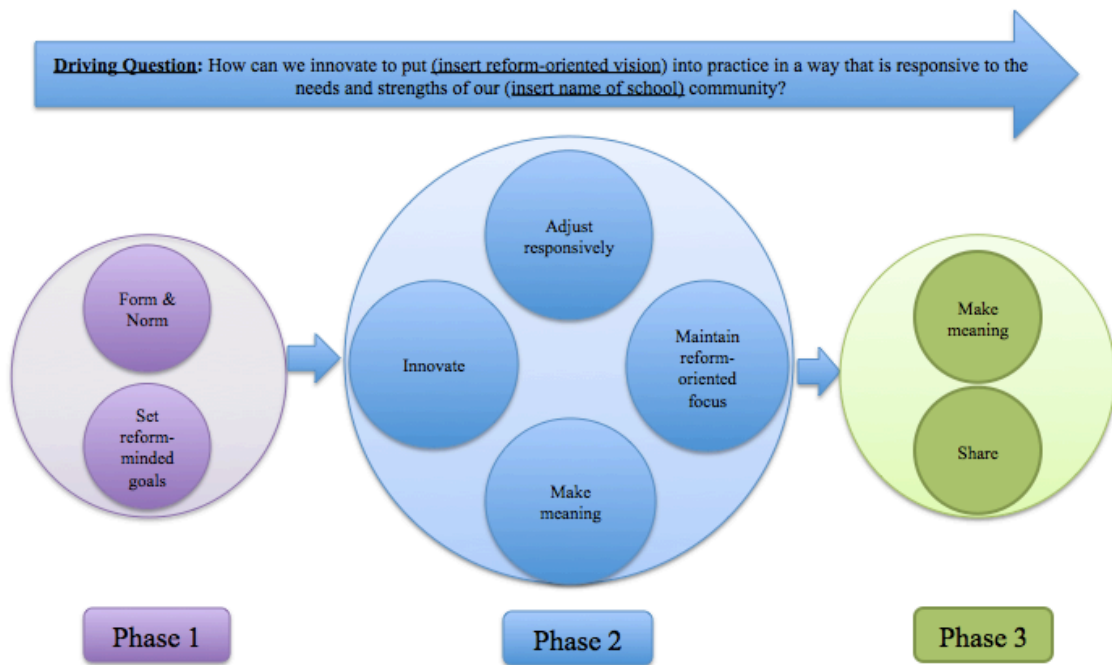 Driving Question: How can we innovate to put (insert reform-oriented vision) into practice in a way that is responsive to the
needs and strengths of our (insert name of school) community?
Form &
Norm
Set
reform-
minded
goals
Adjust
responsively
Innovate
Maintain
reform-
oriented
focus
Make
meaning
Make
meaning
Share
Phase 1
Phase 2
Phase 3